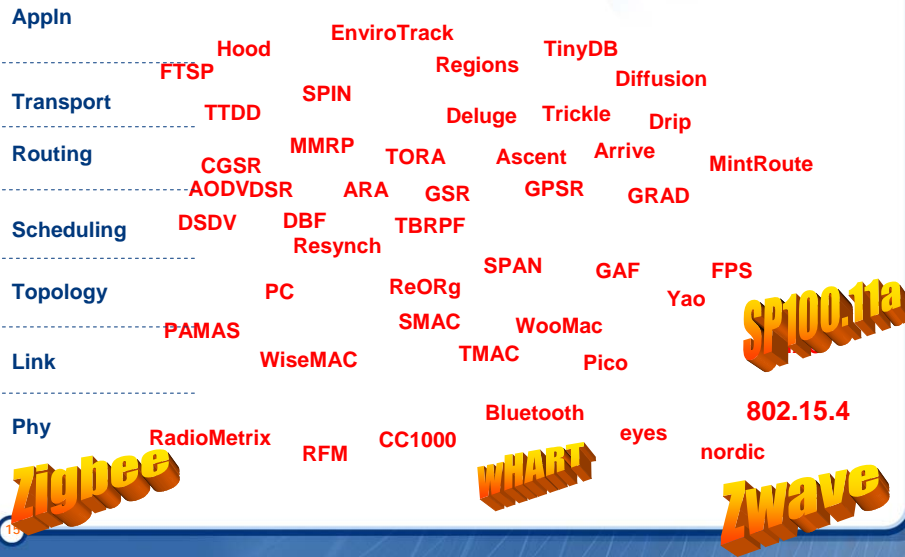 Appln
EnviroTrack
Hood
TinyDB
FTSP
Regions
Diffusion
SPIN
Transport
TTDD
Deluge
Trickle
Drip
Routing
MMRP
TORA
Ascent
Arrive
MintRoute
CGSR
AODV
DSR
ARA
GSR
GPSR
GRAD
DSDV
DBF
TBRPF
Scheduling
Resynch
SPAN
GAF
FPS
Topology
PC
ReORg
Yao
SP100.11a
SMAC
WooMac
PAMAS
WiseMAC
TMAC
Pico
Link
Bluetooth
802.15.4
Phy
RadioMetrix
RFM
CC1000
eyes
nordic
Zigbee
wHART
Zwave